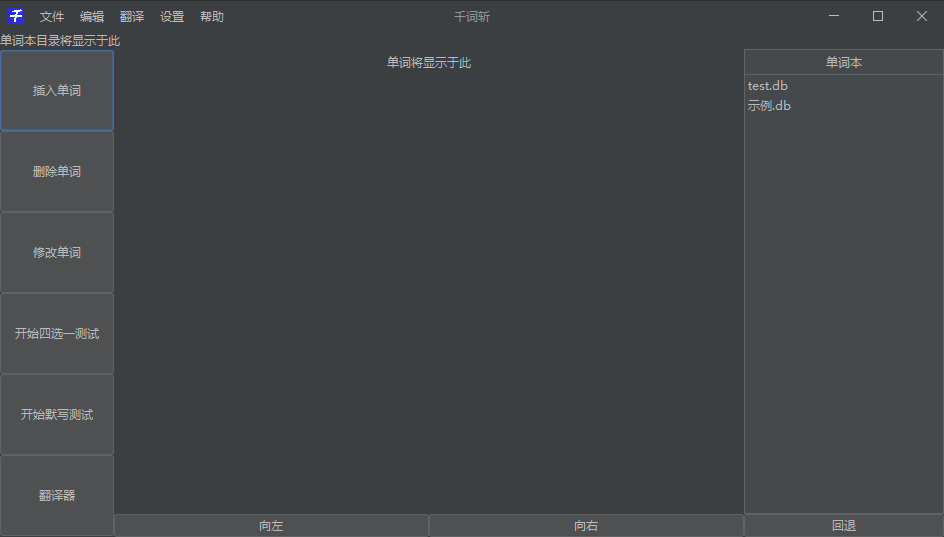 千 文件 编辑 翻译 设置 帮助 千词斩
单词本目录将显示于此
插入单词
删除单词
修改单词
开始四选一测试
开始默写测试
翻译器
单词将显示于此
向左 向右
单词本
test.db
示例.db
回退